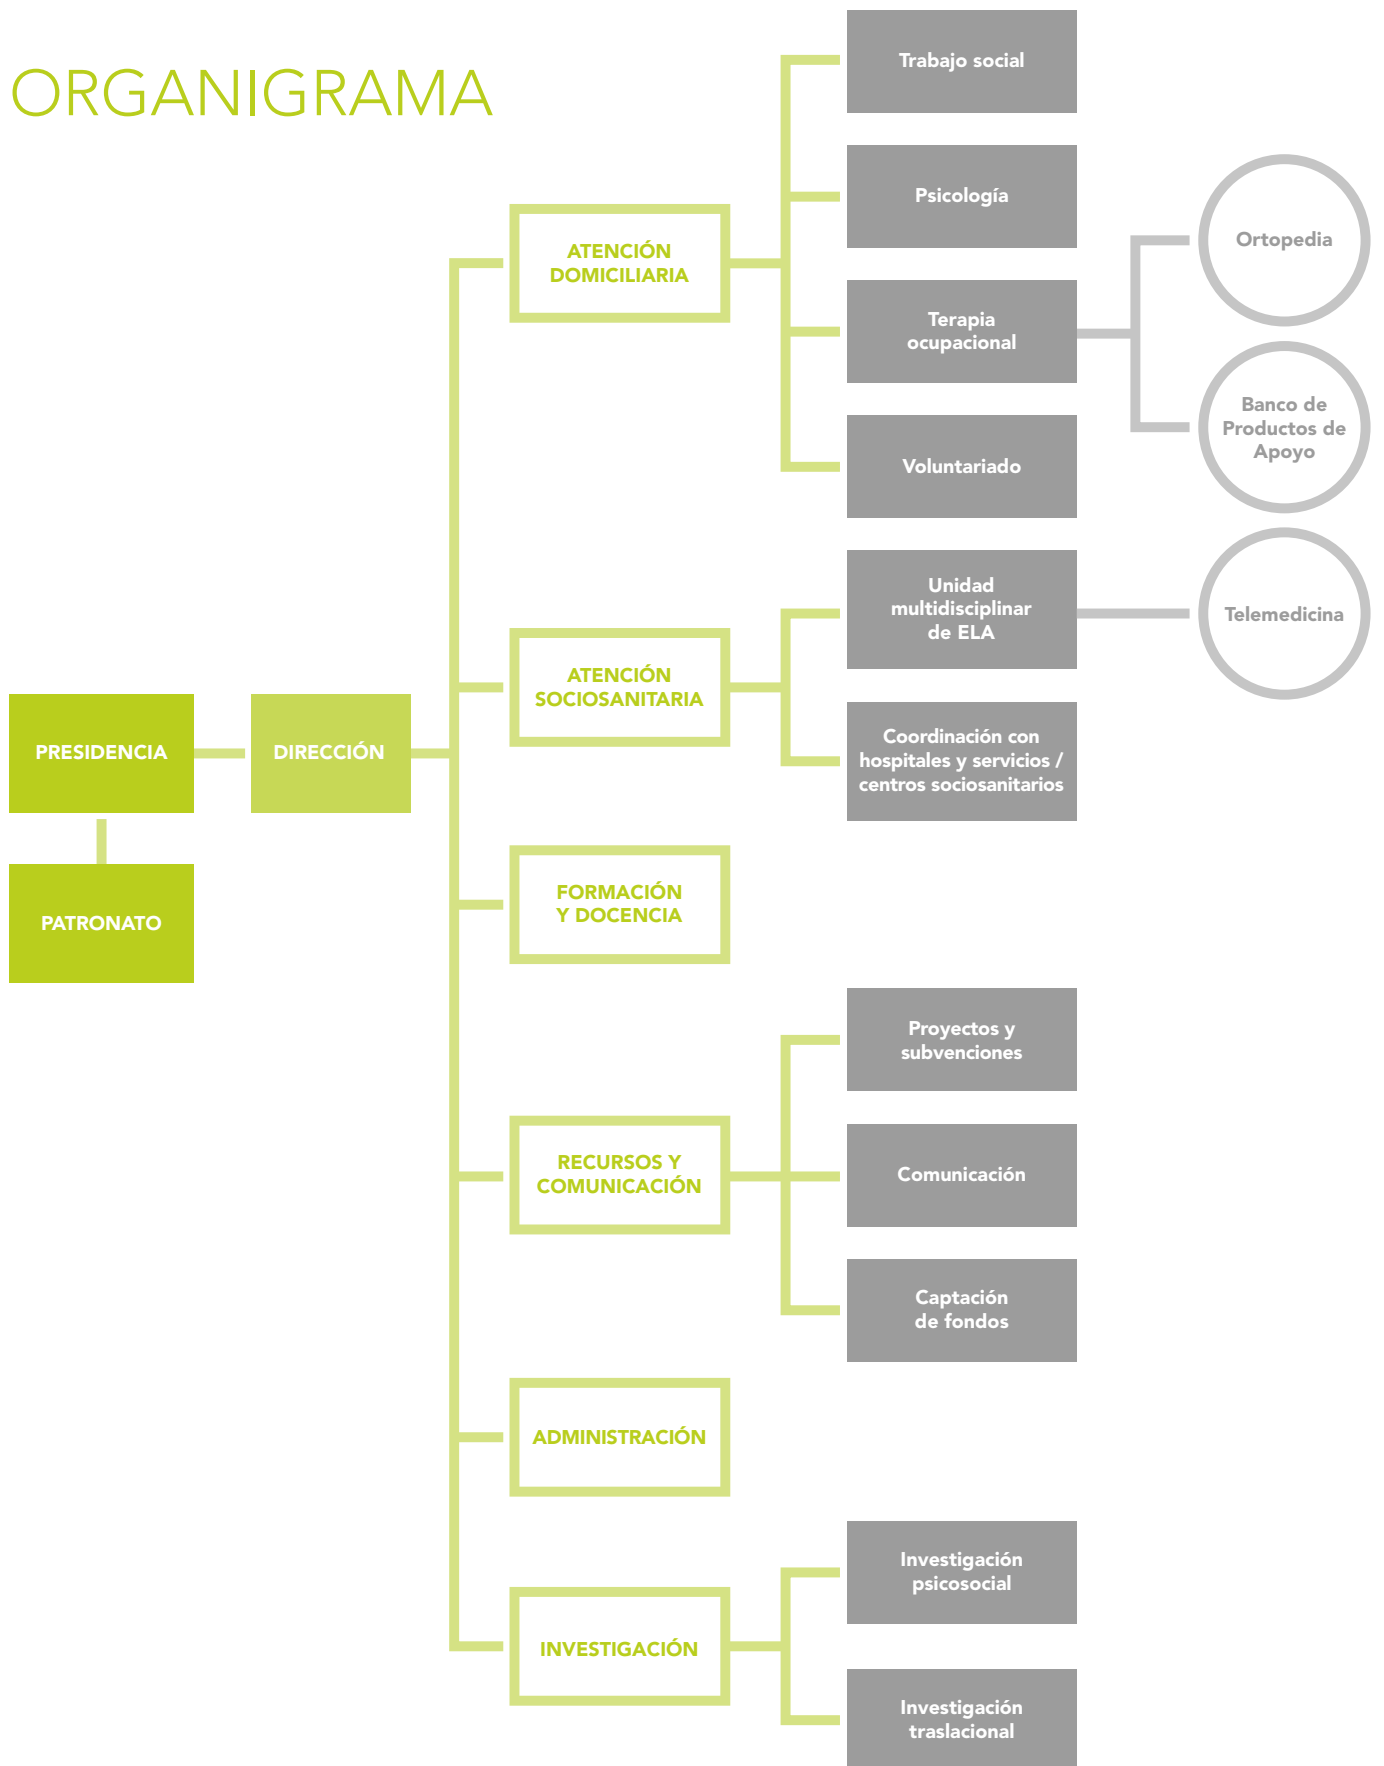 ORGANIGRAMA
PRESIDENCIA
PATRONATO
DIRECCIÓN
ATENCIÓN
DOMICILIARIA
Trabajo social
Psicología
Terapia
ocupacional
Ortopedia
Banco de
Productos de
Apoyo
Voluntariado
ATENCIÓN
SOCIOSANITARIA
Unidad
multidisciplinar
de ELA
Telemedicina
Coordinación con
hospitales y servicios /
centros sociosanitarios
FORMACIÓN
Y DOCENCIA
RECURSOS Y
COMUNICACIÓN
Proyectos y
subvenciones
Comunicación
Captación
de fondos
ADMINISTRACIÓN
INVESTIGACIÓN
Investigación
psicosocial
Investigación
traslacional